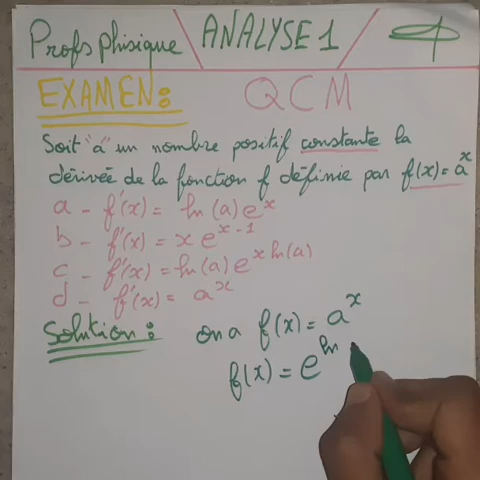 Profs phisique
ANALYSE 1
EXAMEN:
QCM
Soit "a" un nombre positif constante la
dérivée de la fonction f définie par f(x) = a^x
a - f'(x) = ln(a) e^x
b - f'(x) = x e^{x-1}
c - f'(x) = ln(a) e^{x ln(a)}
d - f'(x) = a^x
Solution: on a f(x) = a^x
f(x) = e^{ln